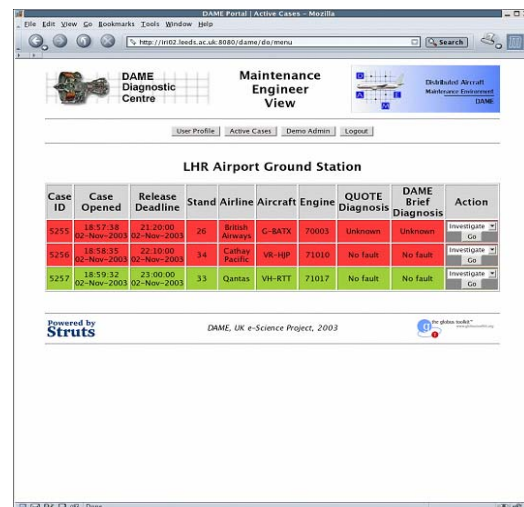 DAME Portal | Active Cases - Mozilla
File Edit View Go Bookmarks Tools Window Help
http://iri02.leeds.ac.uk:8080/dame/do/menu
Search
DAME
Diagnostic
Centre
Maintenance
Engineer
View
D
A
M
E
Distributed Aircraft
Maintenance Environment
DAME
User Profile Active Cases Demo Admin Logout
LHR Airport Ground Station
Case ID Case Opened Release Deadline Stand Airline Aircraft Engine QUOTE Diagnosis DAME Brief Diagnosis Action
5255 18:57:38 02-Nov-2003 21:20:00 02-Nov-2003 26 British Airways G-BATX 70003 Unknown Unknown Investigate Go
5256 18:58:35 02-Nov-2003 22:10:00 02-Nov-2003 34 Cathay Pacific VR-HJP 71010 No fault No fault Investigate Go
5257 18:59:32 02-Nov-2003 23:00:00 02-Nov-2003 33 Qantas VH-RTT 71017 No fault No fault Investigate Go
Powered by
Struts
DAME, UK e-Science Project, 2003
g
the globus toolkit™
Done